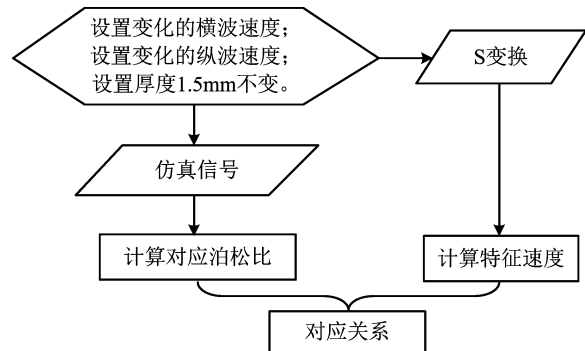 设置变化的横波速度；
设置变化的纵波速度；
设置厚度1.5mm不变。
S变换
仿真信号
计算对应泊松比
计算特征速度
对应关系